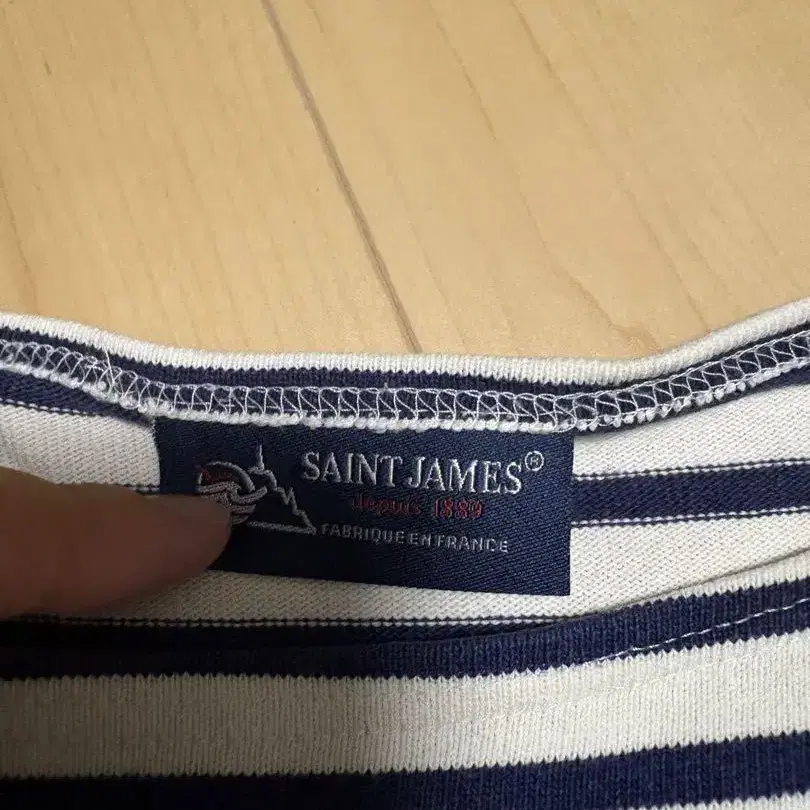 SAINT JAMES®
depuis 1889
FABRIQUE EN FRANCE